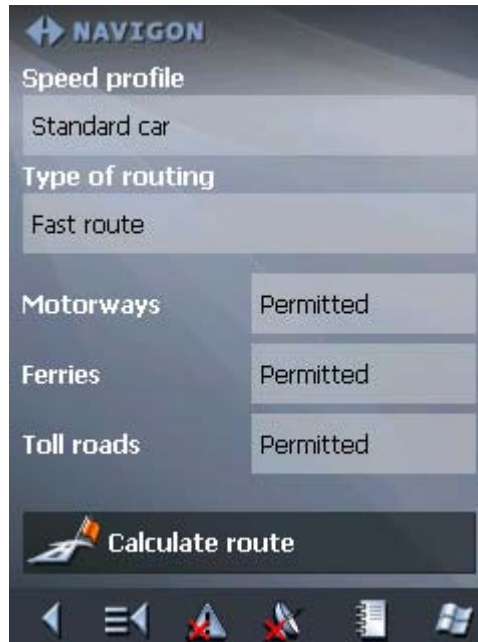 NAVIGON
Speed profile
Standard car
Type of routing
Fast route
Motorways Permitted
Ferries Permitted
Toll roads Permitted
Calculate route